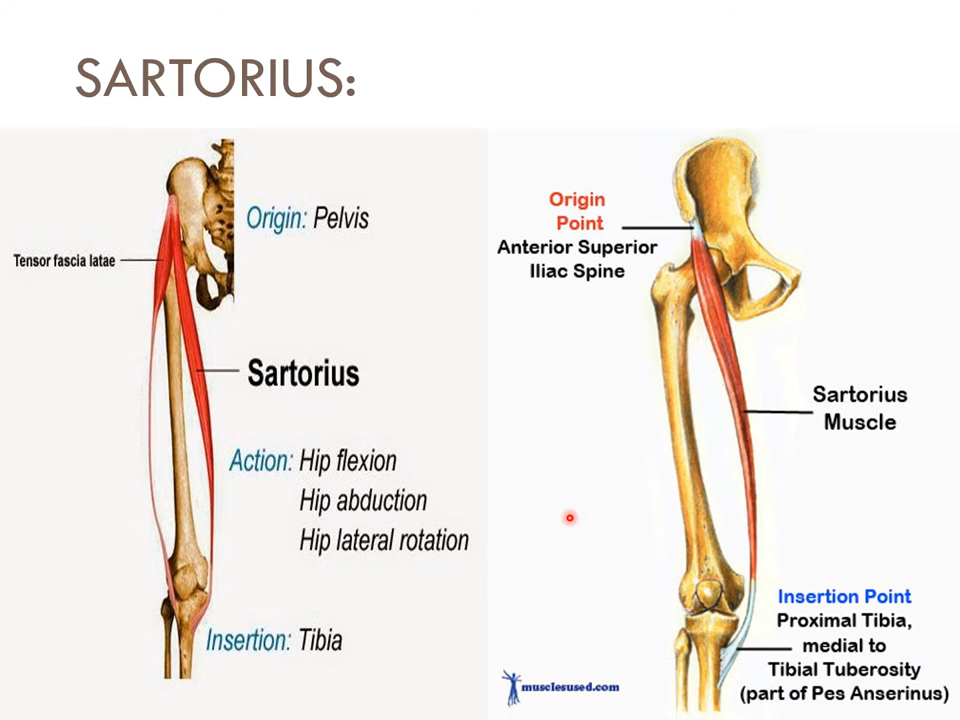 SARTORIUS:
Origin: Pelvis
Tensor fascia latae
Sartorius
Action: Hip flexion
Hip abduction
Hip lateral rotation
Insertion: Tibia
Origin
Point
Anterior Superior
Iliac Spine
Sartorius
Muscle
Insertion Point
Proximal Tibia,
medial to
Tibial Tuberosity
(part of Pes Anserinus)
musclesused.com